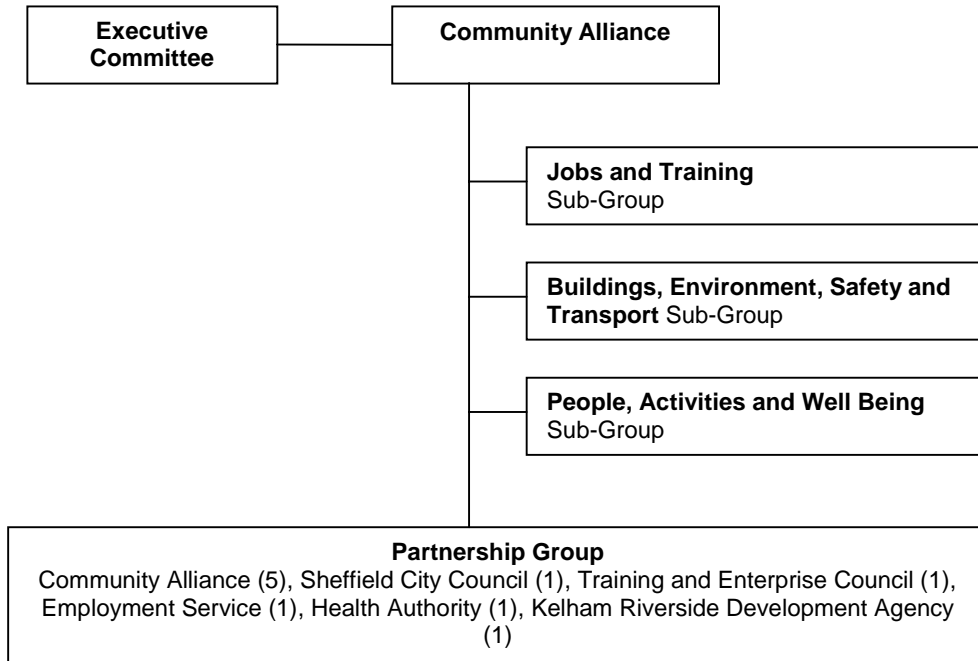 Executive
Committee
Community Alliance
Jobs and Training
Sub-Group
Buildings, Environment, Safety and
Transport Sub-Group
People, Activities and Well Being
Sub-Group
Partnership Group
Community Alliance (5), Sheffield City Council (1), Training and Enterprise Council (1),
Employment Service (1), Health Authority (1), Kelham Riverside Development Agency
(1)